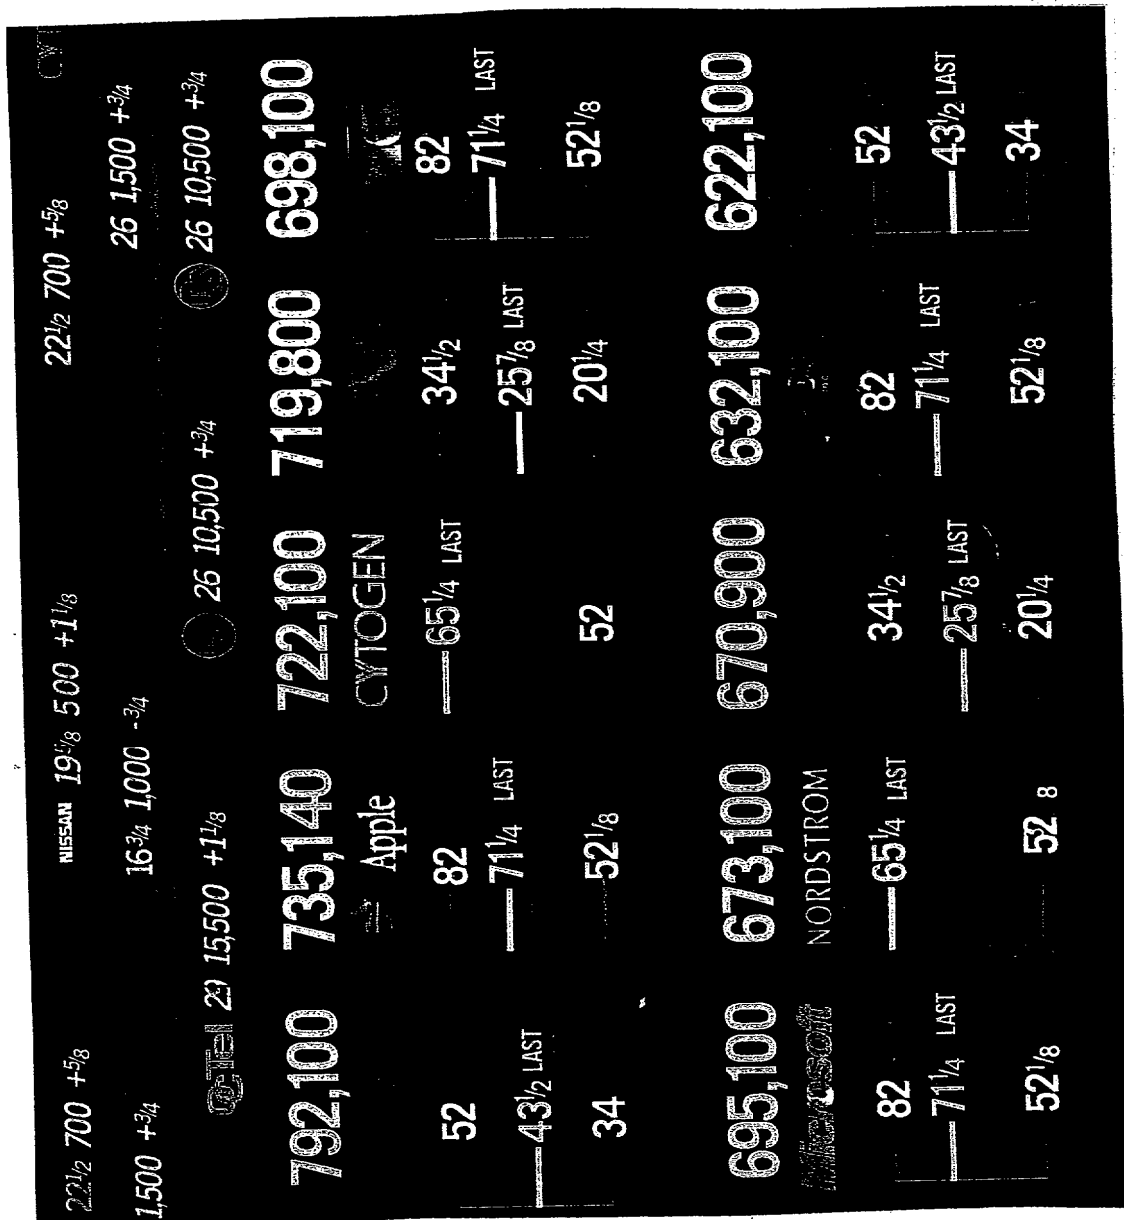 22½ 700 +⅝ NISSAN 19⅝ 500 +1⅛ 22½ 700 +⅝ CYT
1,500 +¾ 16¾ 1,000 -¾ 26 1,500 +¾
QCTel 29 15,500 +1⅛ 26 10,500 +¾ 26 10,500 +¾
792,100 735,140 722,100 719,800 698,100
Apple CYTOGEN
52 82 65¼ LAST 34½ 82
43½ LAST 71¼ LAST 25⅞ LAST 71¼ LAST
34 52⅛ 52 20¼ 52⅛
695,100 673,100 670,900 632,100 622,100
Microsoft NORDSTROM
82 65¼ LAST 34½ 82 52
71¼ LAST 25⅞ LAST 71¼ LAST 43½ LAST
52⅛ 52 8 20¼ 52⅛ 34